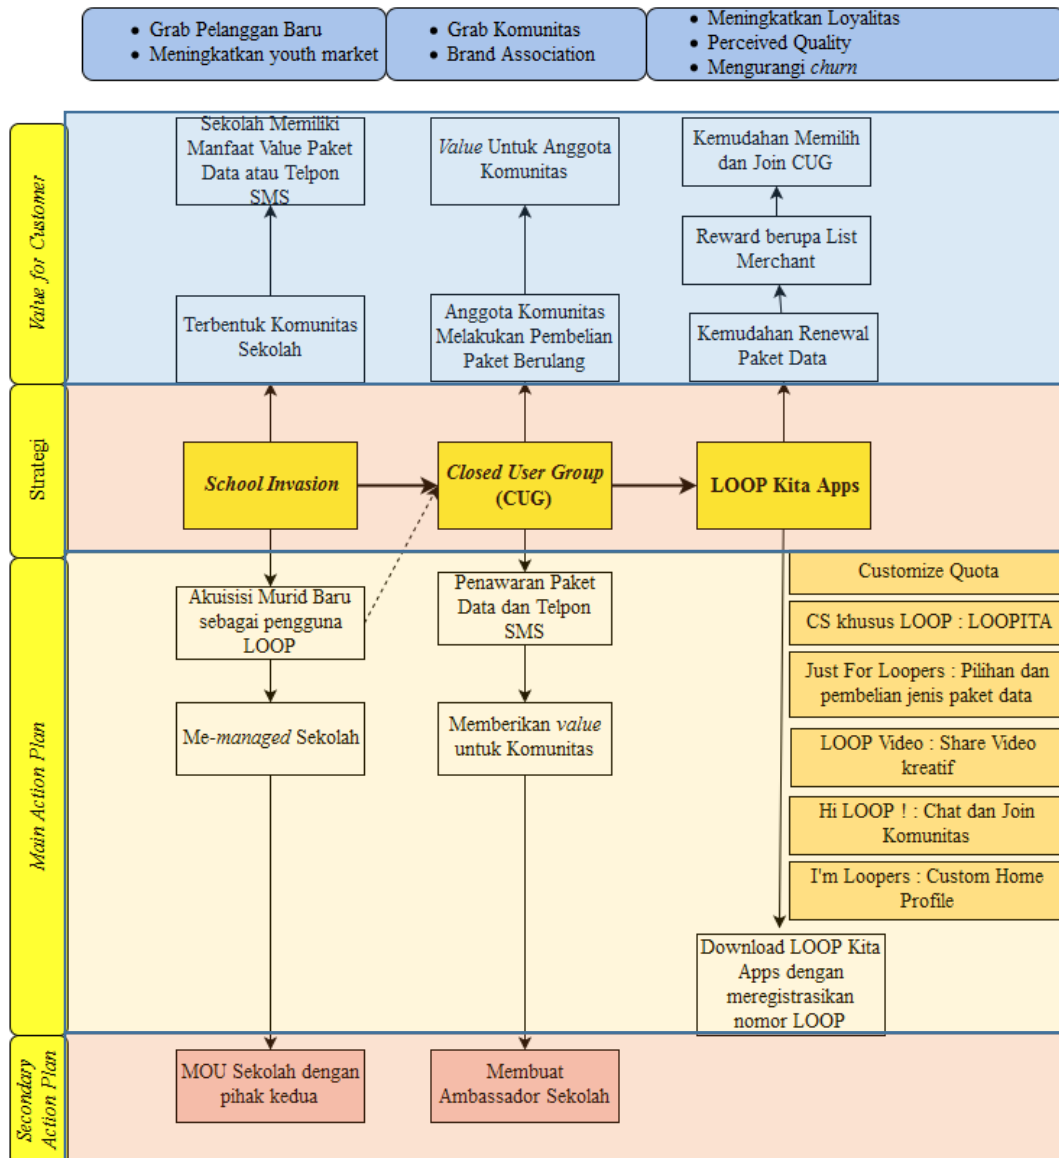 • Grab Pelanggan Baru
• Meningkatkan youth market
• Grab Komunitas
• Brand Association
• Meningkatkan Loyalitas
• Perceived Quality
• Mengurangi churn
Value for Customer
Sekolah Memiliki
Manfaat Value Paket
Data atau Telpon
SMS
Value Untuk Anggota
Komunitas
Kemudahan Memilih
dan Join CUG
Reward berupa List
Merchant
Terbentuk Komunitas
Sekolah
Anggota Komunitas
Melakukan Pembelian
Paket Berulang
Kemudahan Renewal
Paket Data
Strategi
School Invasion
Closed User Group
(CUG)
LOOP Kita Apps
Main Action Plan
Akuisisi Murid Baru
sebagai pengguna
LOOP
Penawaran Paket
Data dan Telpon
SMS
Me-managed Sekolah
Memberikan value
untuk Komunitas
Customize Quota
CS khusus LOOP : LOOPITA
Just For Loopers : Pilihan dan
pembelian jenis paket data
LOOP Video : Share Video
kreatif
Hi LOOP ! : Chat dan Join
Komunitas
I'm Loopers : Custom Home
Profile
Download LOOP Kita
Apps dengan
meregistrasikan
nomor LOOP
Secondary
Action Plan
MOU Sekolah dengan
pihak kedua
Membuat
Ambassador Sekolah